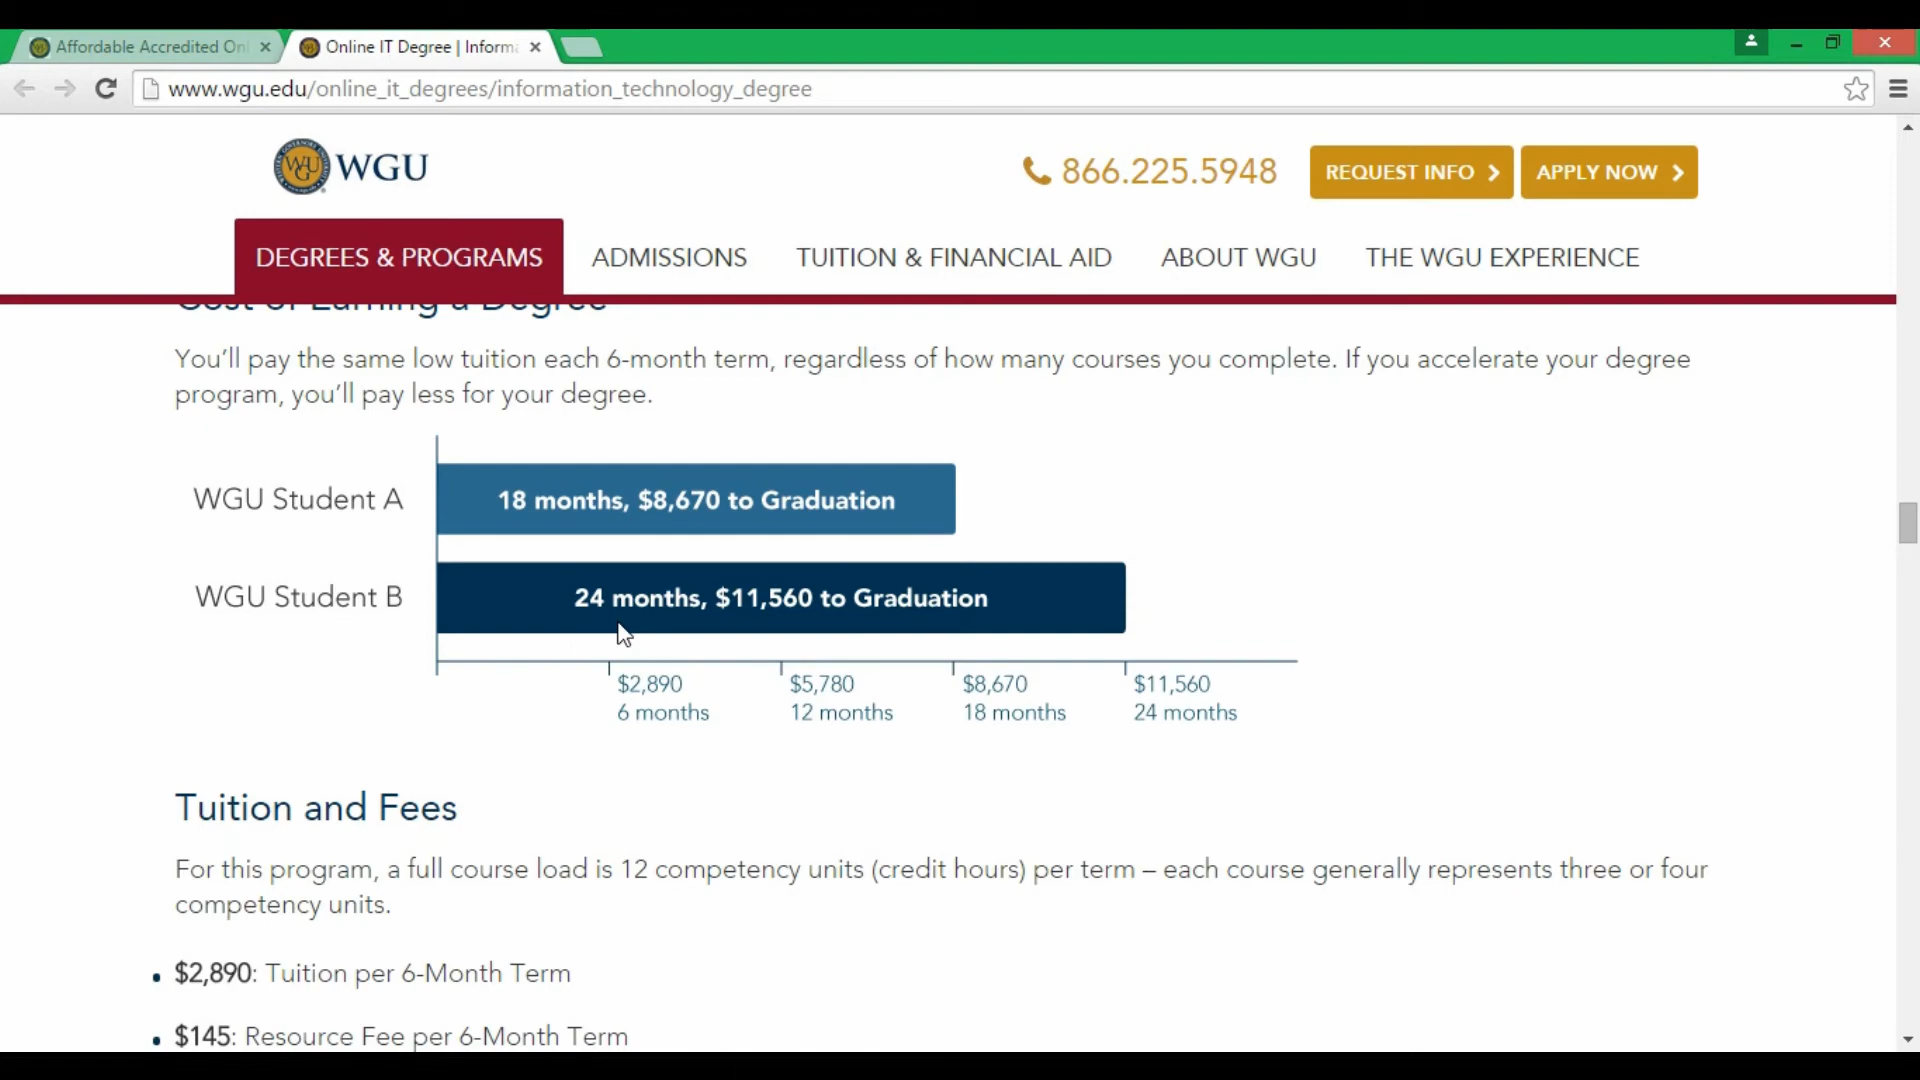 Affordable Accredited Onl
Online IT Degree | Inform
www.wgu.edu/online_it_degrees/information_technology_degree
WGU
866.225.5948
REQUEST INFO
APPLY NOW
DEGREES & PROGRAMS
ADMISSIONS
TUITION & FINANCIAL AID
ABOUT WGU
THE WGU EXPERIENCE
Cost of Earning a Degree
You'll pay the same low tuition each 6-month term, regardless of how many courses you complete. If you accelerate your degree
program, you'll pay less for your degree.
WGU Student A
18 months, $8,670 to Graduation
WGU Student B
24 months, $11,560 to Graduation
$2,890 $5,780 $8,670 $11,560
6 months 12 months 18 months 24 months
Tuition and Fees
For this program, a full course load is 12 competency units (credit hours) per term – each course generally represents three or four
competency units.
• $2,890: Tuition per 6-Month Term
• $145: Resource Fee per 6-Month Term